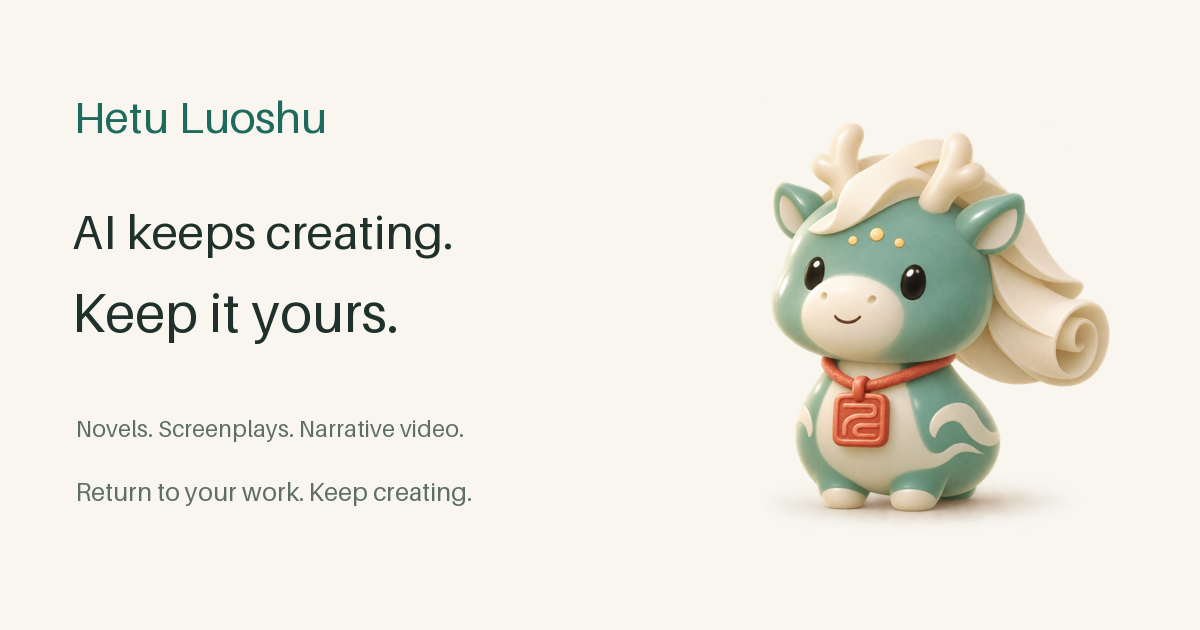 Hetu Luoshu
AI keeps creating.
Keep it yours.
Novels. Screenplays. Narrative video.
Return to your work. Keep creating.